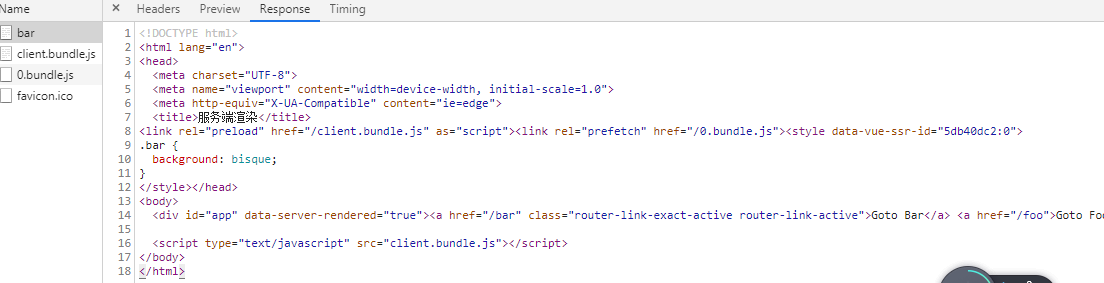 Name
× Headers Preview Response Timing
bar
client.bundle.js
0.bundle.js
favicon.ico
1 <!DOCTYPE html>
2 <html lang="en">
3 <head>
4 <meta charset="UTF-8">
5 <meta name="viewport" content="width=device-width, initial-scale=1.0">
6 <meta http-equiv="X-UA-Compatible" content="ie=edge">
7 <title>服务端渲染</title>
8 <link rel="preload" href="/client.bundle.js" as="script"><link rel="prefetch" href="/0.bundle.js"><style data-vue-ssr-id="5db40dc2:0">
9 .bar {
10 background: bisque;
11 }
12 </style></head>
13 <body>
14 <div id="app" data-server-rendered="true"><a href="/bar" class="router-link-exact-active router-link-active">Goto Bar</a> <a href="/foo">Goto Foo
15
16 <script type="text/javascript" src="client.bundle.js"></script>
17 </body>
18 </html>